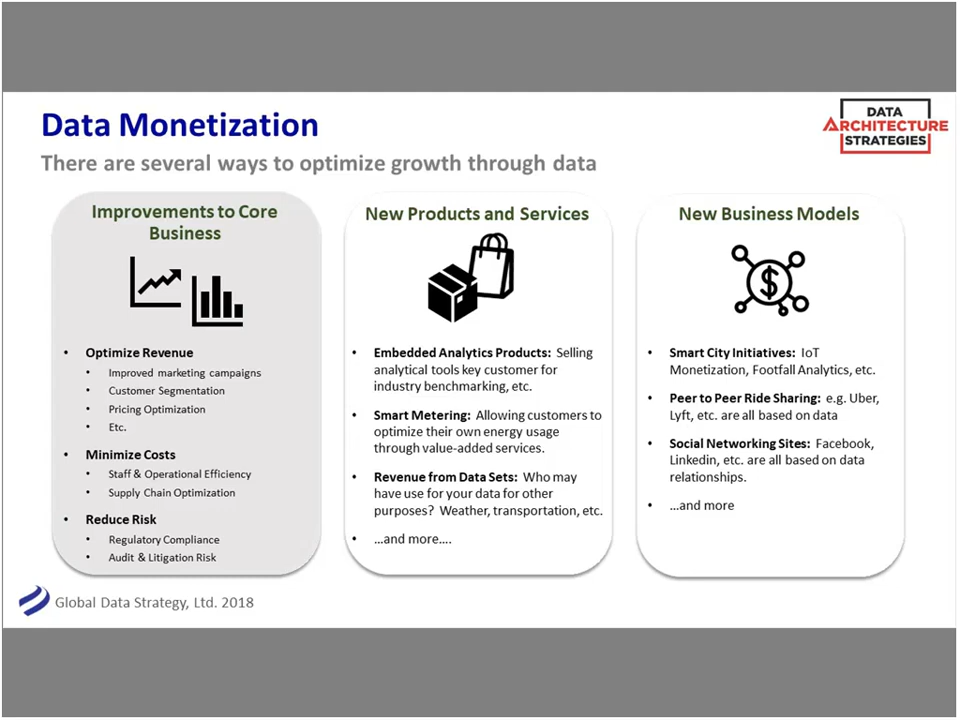 Data Monetization
There are several ways to optimize growth through data
DATA
ARCHITECTURE
STRATEGIES
Improvements to Core
Business
• Optimize Revenue
• Improved marketing campaigns
• Customer Segmentation
• Pricing Optimization
• Etc.
• Minimize Costs
• Staff & Operational Efficiency
• Supply Chain Optimization
• Reduce Risk
• Regulatory Compliance
• Audit & Litigation Risk
New Products and Services
• Embedded Analytics Products: Selling
analytical tools key customer for
industry benchmarking, etc.
• Smart Metering: Allowing customers to
optimize their own energy usage
through value-added services.
• Revenue from Data Sets: Who may
have use for your data for other
purposes? Weather, transportation, etc.
• …and more….
New Business Models
$
• Smart City Initiatives: IoT
Monetization, Footfall Analytics, etc.
• Peer to Peer Ride Sharing: e.g. Uber,
Lyft, etc. are all based on data
• Social Networking Sites: Facebook,
Linkedin, etc. are all based on data
relationships.
• …and more
Global Data Strategy, Ltd. 2018